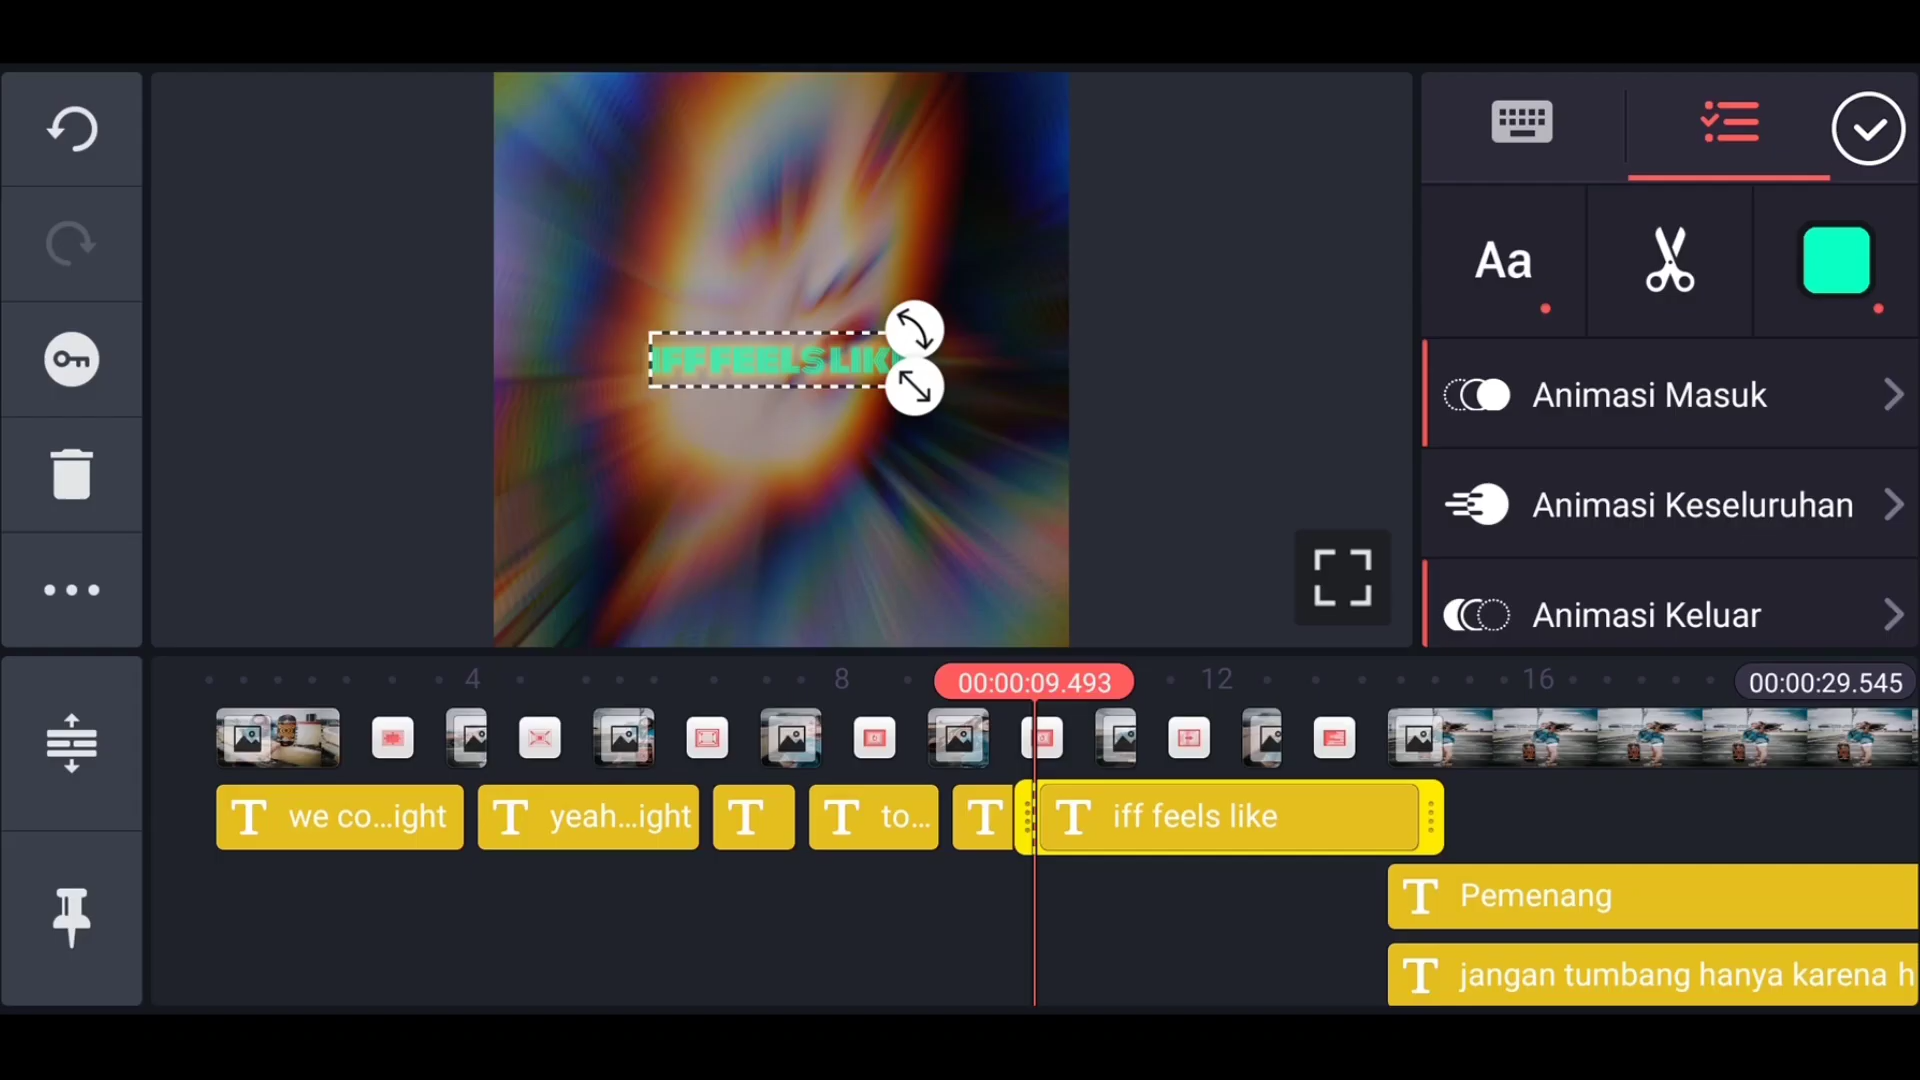 Aa
IFF FEELS LIK
Animasi Masuk
Animasi Keseluruhan
Animasi Keluar
4
8
00:00:09.493
12
16
00:00:29.545
T we co...ight
T yeah...ight
T
T to...
T
T iff feels like
T Pemenang
T jangan tumbang hanya karena h